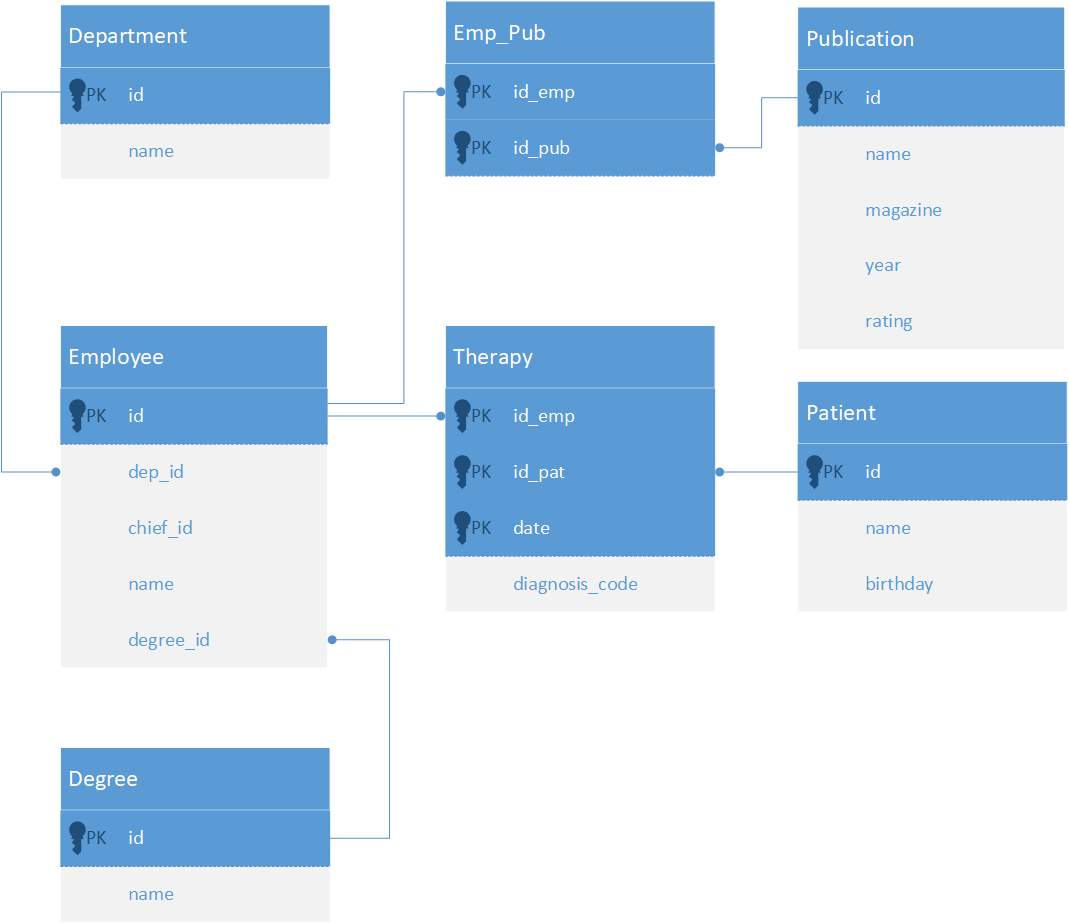 Department
PK id
name
Emp_Pub
PK id_emp
PK id_pub
Publication
PK id
name
magazine
year
rating
Employee
PK id
dep_id
chief_id
name
degree_id
Therapy
PK id_emp
PK id_pat
PK date
diagnosis_code
Patient
PK id
name
birthday
Degree
PK id
name